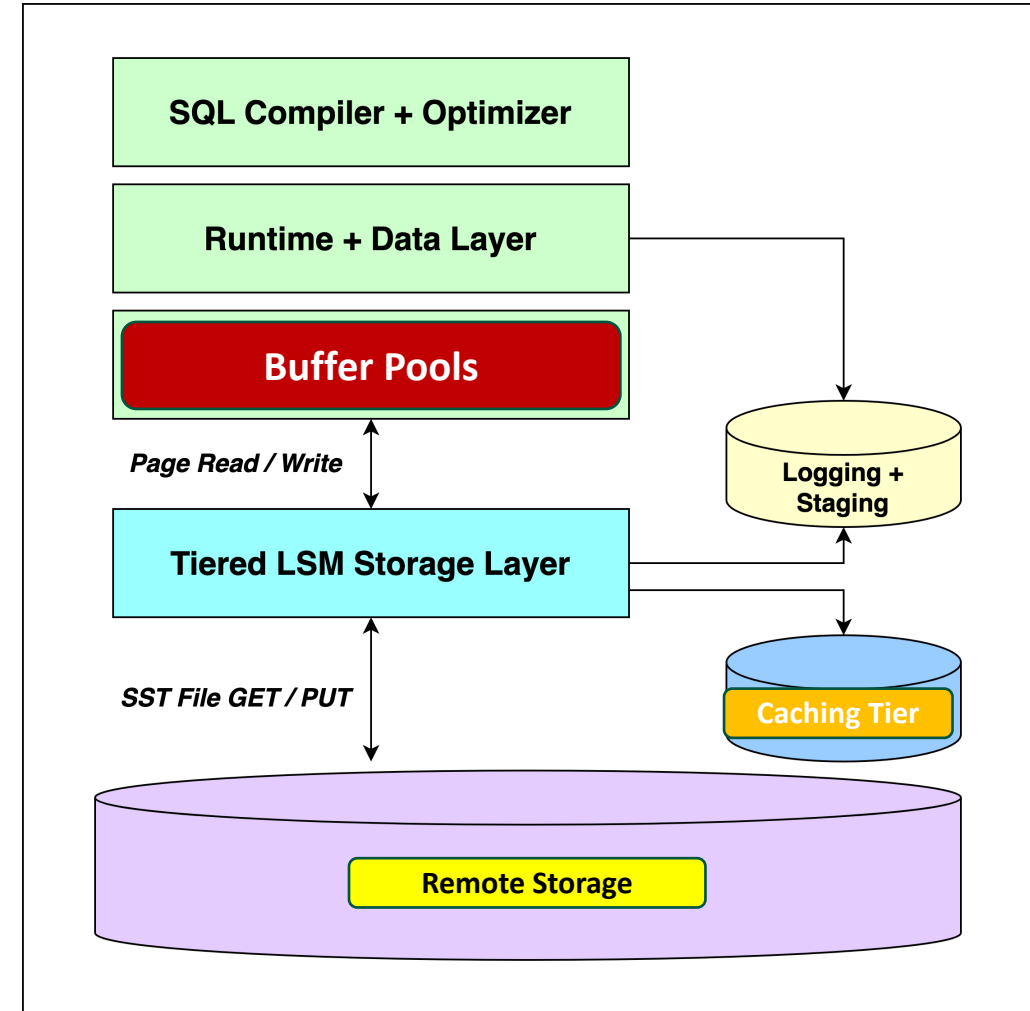 SQL Compiler + Optimizer
Runtime + Data Layer
Buffer Pools
Page Read / Write
Logging +
Staging
Tiered LSM Storage Layer
SST File GET / PUT
Caching Tier
Remote Storage